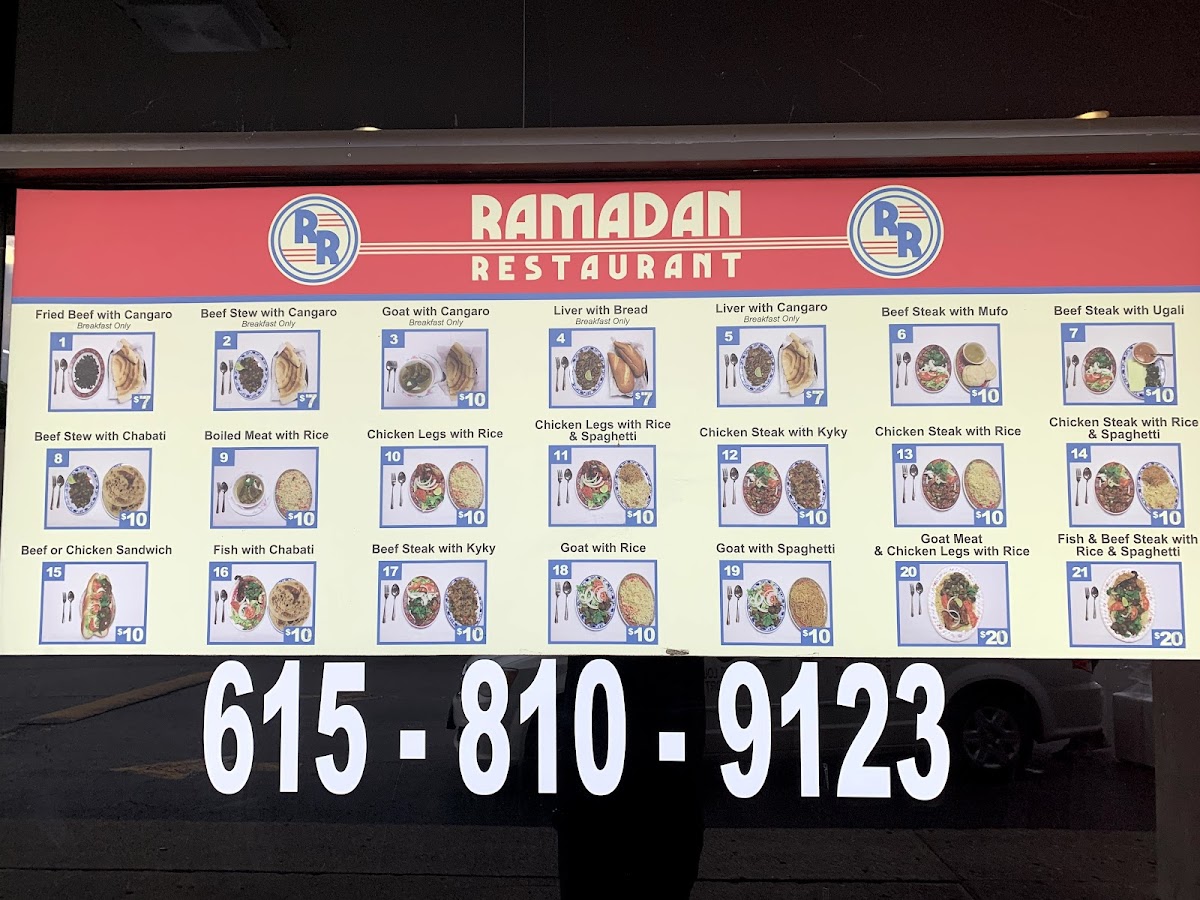 RR
RAMADAN
RESTAURANT
RR
Fried Beef with Cangaro
Breakfast Only
1
$7
Beef Stew with Cangaro
Breakfast Only
2
$7
Goat with Cangaro
Breakfast Only
3
$10
Liver with Bread
Breakfast Only
4
$7
Liver with Cangaro
Breakfast Only
5
$7
Beef Steak with Mufo
6
$10
Beef Steak with Ugali
7
$10
Beef Stew with Chabati
8
$10
Boiled Meat with Rice
9
$10
Chicken Legs with Rice
10
$10
Chicken Legs with Rice
& Spaghetti
11
$10
Chicken Steak with Kyky
12
$10
Chicken Steak with Rice
13
$10
Chicken Steak with Rice
& Spaghetti
14
$10
Beef or Chicken Sandwich
15
$10
Fish with Chabati
16
$10
Beef Steak with Kyky
17
$10
Goat with Rice
18
$10
Goat with Spaghetti
19
$10
Goat Meat
& Chicken Legs with Rice
20
$20
Fish & Beef Steak with
Rice & Spaghetti
21
$20
615-810-9123